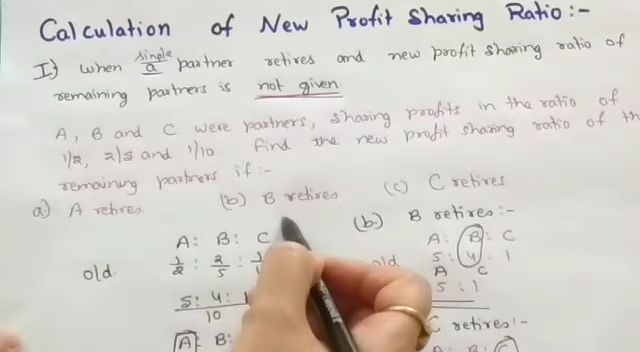 Calculation of New Profit Sharing Ratio:-
I) When single a partner retires and new profit sharing ratio of
remaining partners is not given
A, B and C were partners, sharing profits in the ratio of
1/2, 2/5 and 1/10 Find the new profit sharing ratio of the
remaining partners if:-
a) A retires (b) B retires (c) C retires
A: B: C
old 1/2 : 2/5 :
5: 4:
10
A: B:
(b) B retires:-
A: B: C
old 5: 4: 1
A C
5 : 1
C retires:-
A: B: C